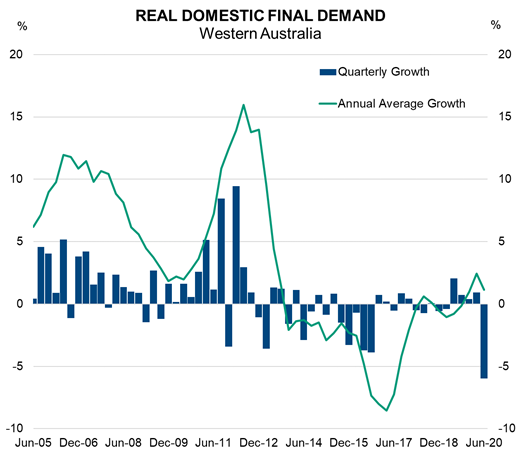 REAL DOMESTIC FINAL DEMAND
Western Australia
% %
20 20
Quarterly Growth
Annual Average Growth
15 15
10 10
5 5
0 0
-5 -5
-10 -10
Jun-05 Dec-06 Jun-08 Dec-09 Jun-11 Dec-12 Jun-14 Dec-15 Jun-17 Dec-18 Jun-20